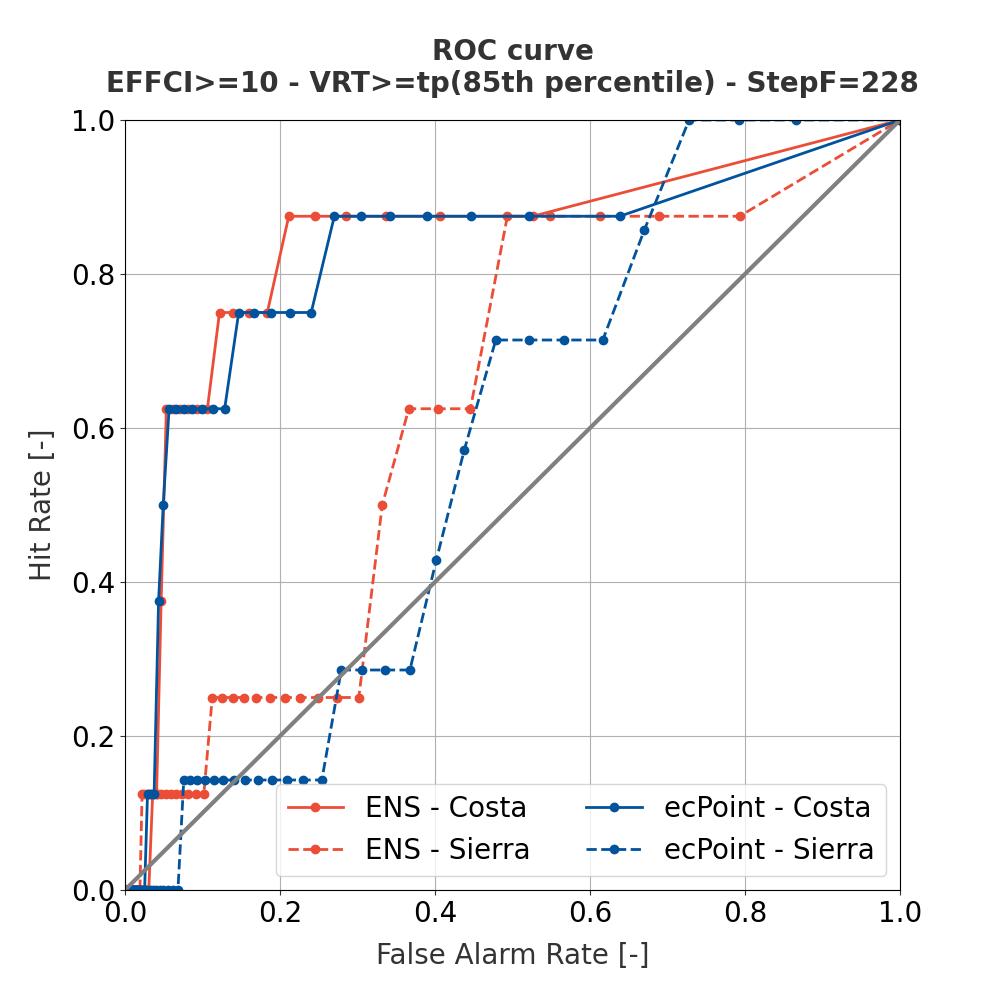 ROC curve
EFFCI>=10 - VRT>=tp(85th percentile) - StepF=228
1.0
0.8
0.6
0.4
0.2
0.0
Hit Rate [-]
ENS - Costa
ENS - Sierra
ecPoint - Costa
ecPoint - Sierra
0.0 0.2 0.4 0.6 0.8 1.0
False Alarm Rate [-]